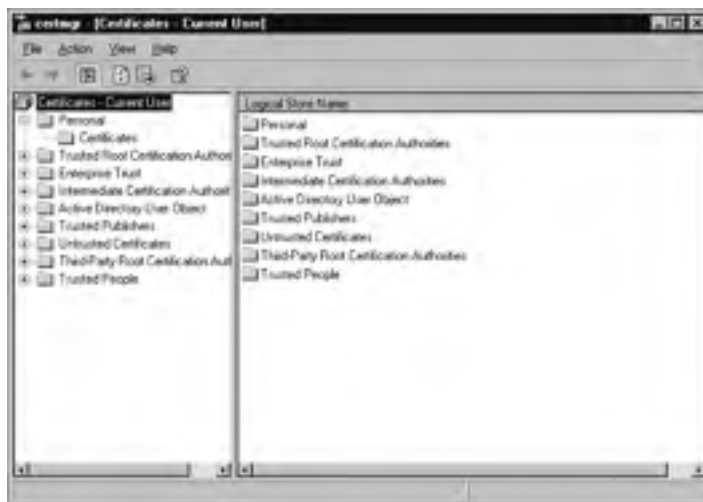 certmgr - [Certificates - Current User]
File Action View Help
Certificates - Current User
Personal
Certificates
Trusted Root Certification Authori
Enterprise Trust
Intermediate Certification Authorit
Active Directory User Object
Trusted Publishers
Untrusted Certificates
Third-Party Root Certification Aut
Trusted People
Logical Store Name
Personal
Trusted Root Certification Authorities
Enterprise Trust
Intermediate Certification Authorities
Active Directory User Object
Trusted Publishers
Untrusted Certificates
Third-Party Root Certification Authorities
Trusted People